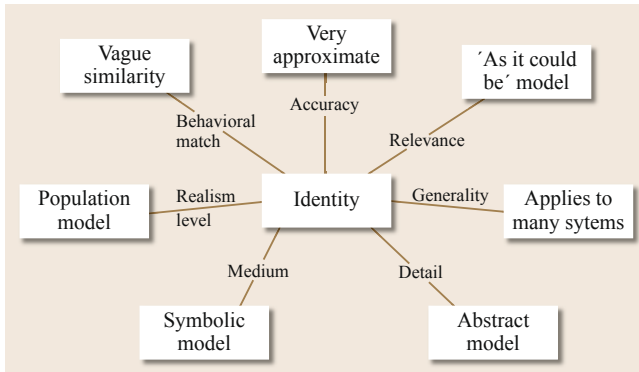 Vague
similarity
Very
approximate
´As it could
be´ model
Behavioral
match
Accuracy
Relevance
Population
model
Realism
level
Identity
Generality
Applies to
many sytems
Medium
Detail
Symbolic
model
Abstract
model